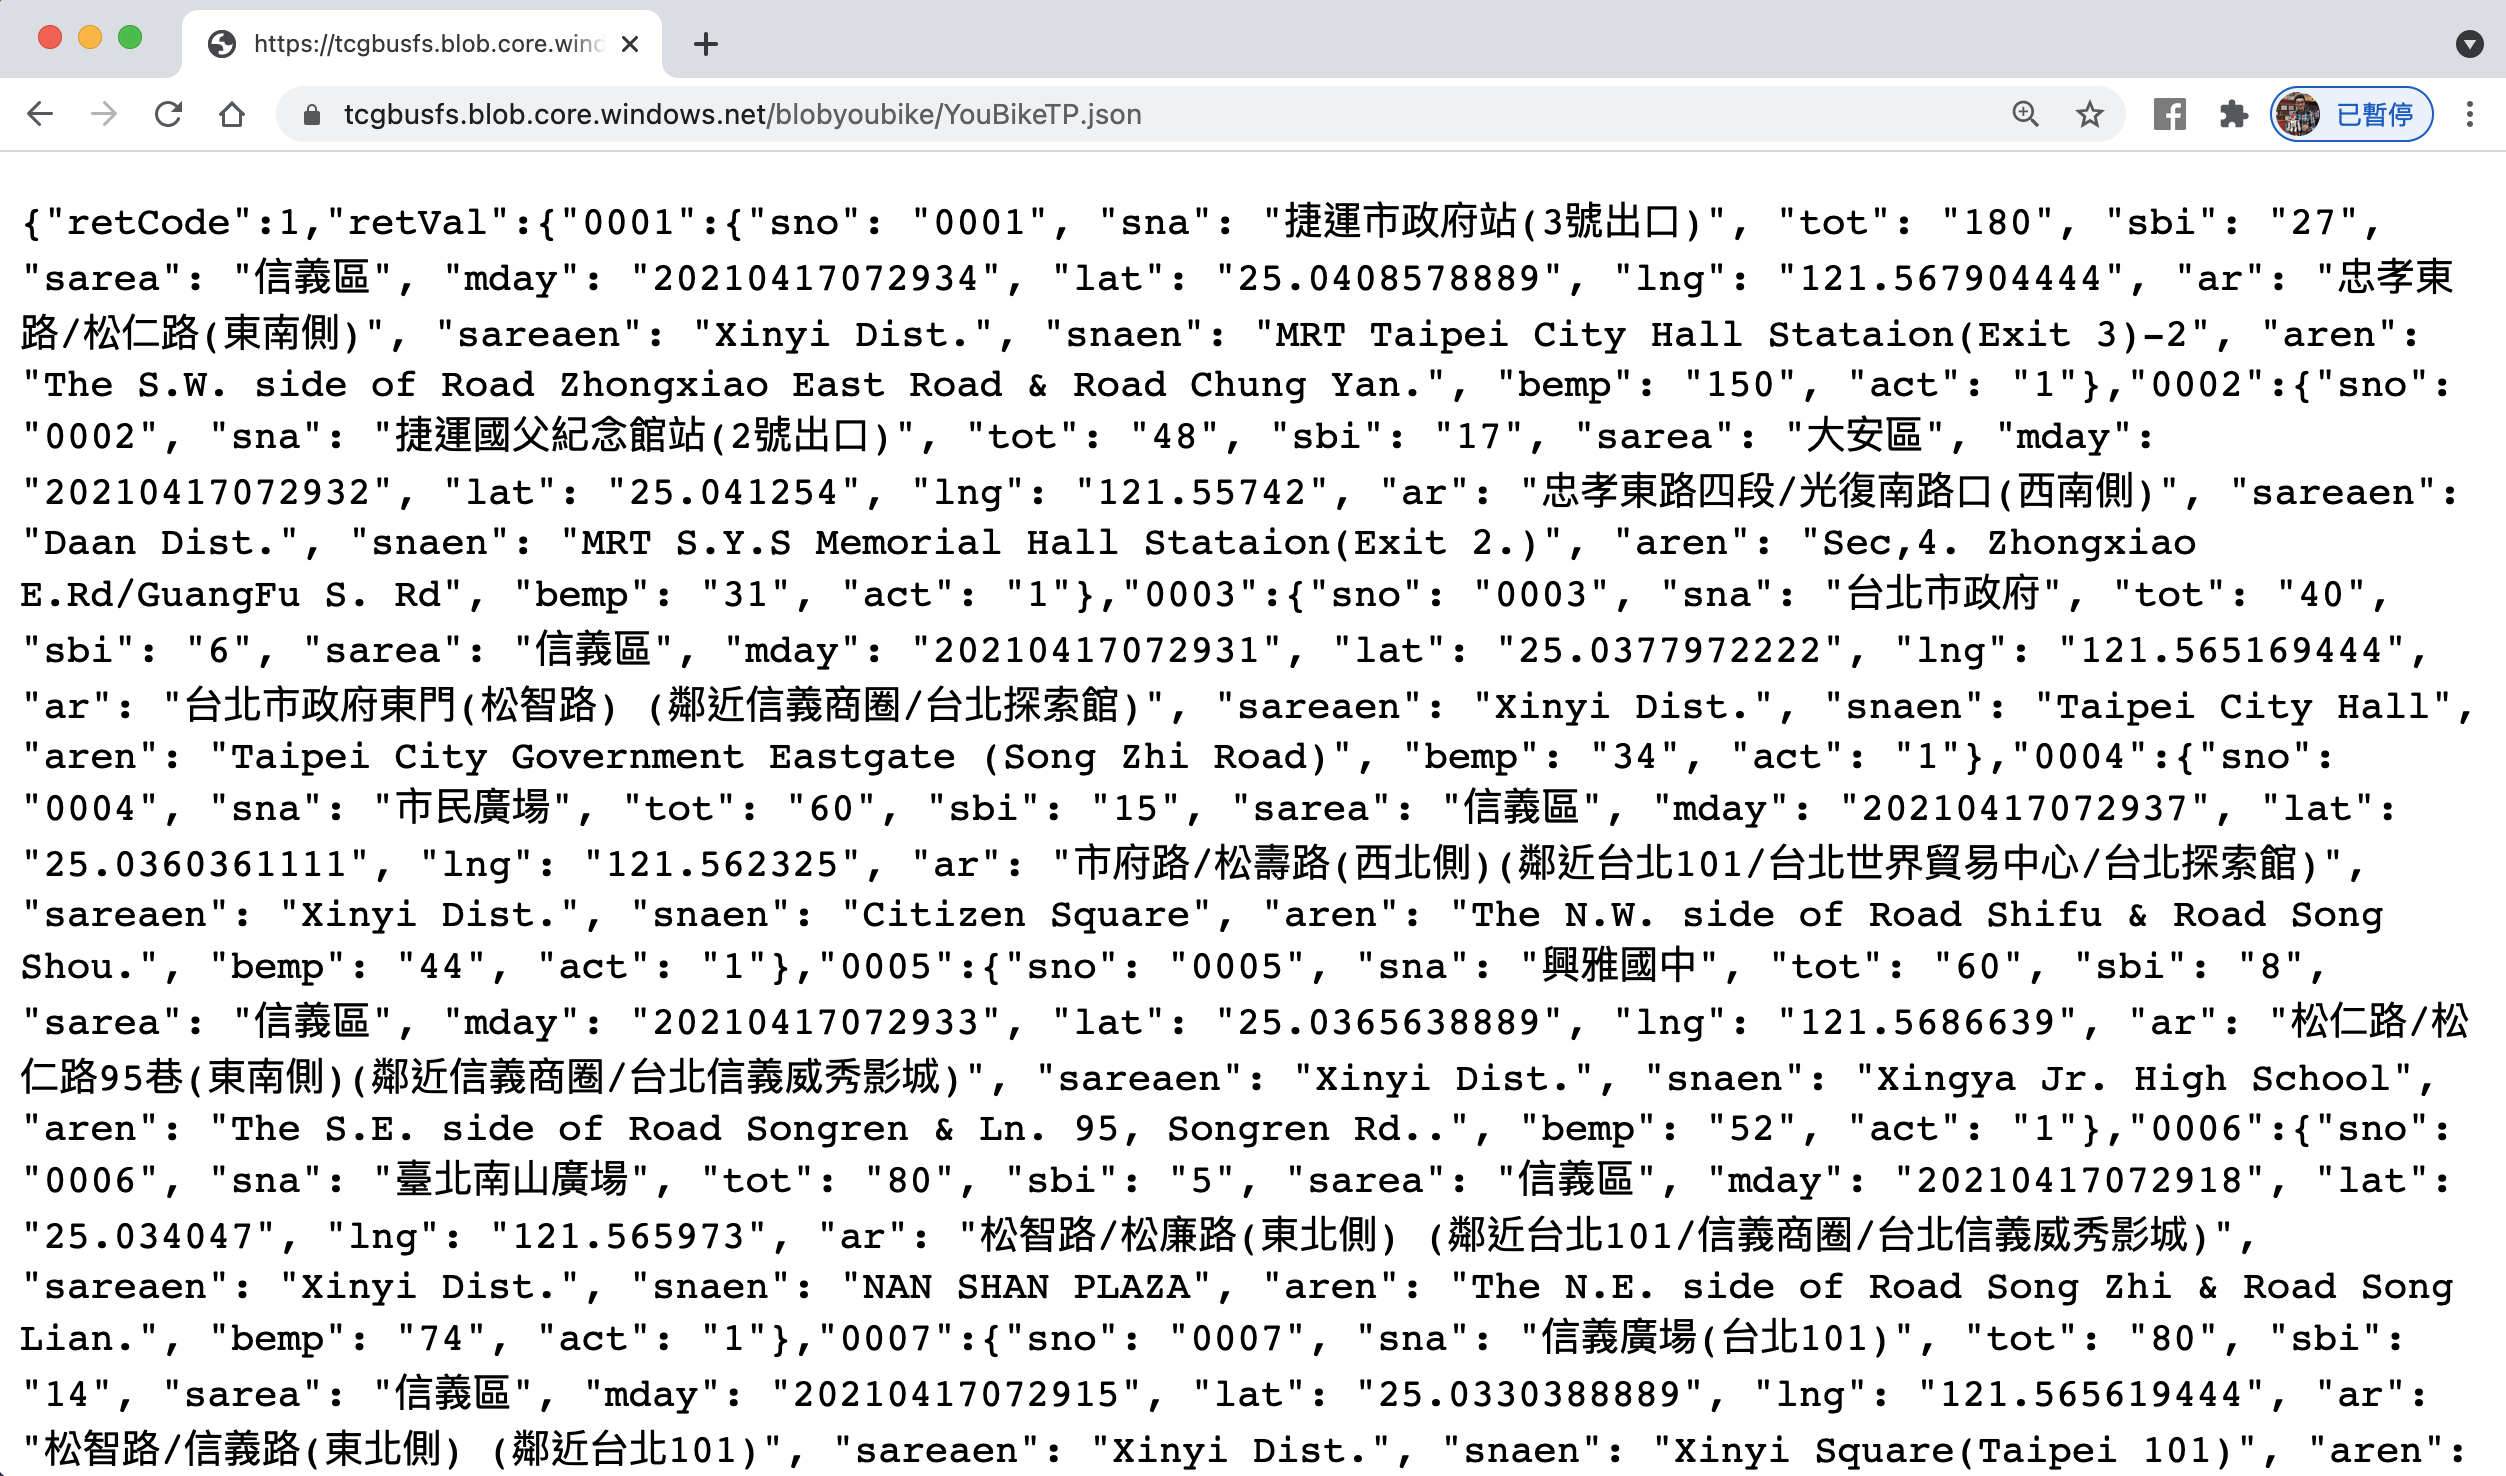 https://tcgbusfs.blob.core.wind
tcgbusfs.blob.core.windows.net/blobyoubike/YouBikeTP.json
已暫停
{"retCode":1,"retVal":{"0001":{"sno": "0001", "sna": "捷運市政府站(3號出口)", "tot": "180", "sbi": "27",
"sarea": "信義區", "mday": "20210417072934", "lat": "25.0408578889", "lng": "121.567904444", "ar": "忠孝東
路/松仁路(東南側)", "sareaen": "Xinyi Dist.", "snaen": "MRT Taipei City Hall Stataion(Exit 3)-2", "aren":
"The S.W. side of Road Zhongxiao East Road & Road Chung Yan.", "bemp": "150", "act": "1"},"0002":{"sno":
"0002", "sna": "捷運國父紀念館站(2號出口)", "tot": "48", "sbi": "17", "sarea": "大安區", "mday":
"20210417072932", "lat": "25.041254", "lng": "121.55742", "ar": "忠孝東路四段/光復南路口(西南側)", "sareaen":
"Daan Dist.", "snaen": "MRT S.Y.S Memorial Hall Stataion(Exit 2.)", "aren": "Sec,4. Zhongxiao
E.Rd/GuangFu S. Rd", "bemp": "31", "act": "1"},"0003":{"sno": "0003", "sna": "台北市政府", "tot": "40",
"sbi": "6", "sarea": "信義區", "mday": "20210417072931", "lat": "25.0377972222", "lng": "121.565169444",
"ar": "台北市政府東門(松智路) (鄰近信義商圈/台北探索館)", "sareaen": "Xinyi Dist.", "snaen": "Taipei City Hall",
"aren": "Taipei City Government Eastgate (Song Zhi Road)", "bemp": "34", "act": "1"},"0004":{"sno":
"0004", "sna": "市民廣場", "tot": "60", "sbi": "15", "sarea": "信義區", "mday": "20210417072937", "lat":
"25.0360361111", "lng": "121.562325", "ar": "市府路/松壽路(西北側)(鄰近台北101/台北世界貿易中心/台北探索館)",
"sareaen": "Xinyi Dist.", "snaen": "Citizen Square", "aren": "The N.W. side of Road Shifu & Road Song
Shou.", "bemp": "44", "act": "1"},"0005":{"sno": "0005", "sna": "興雅國中", "tot": "60", "sbi": "8",
"sarea": "信義區", "mday": "20210417072933", "lat": "25.0365638889", "lng": "121.5686639", "ar": "松仁路/松
仁路95巷(東南側)(鄰近信義商圈/台北信義威秀影城)", "sareaen": "Xinyi Dist.", "snaen": "Xingya Jr. High School",
"aren": "The S.E. side of Road Songren & Ln. 95, Songren Rd..", "bemp": "52", "act": "1"},"0006":{"sno":
"0006", "sna": "臺北南山廣場", "tot": "80", "sbi": "5", "sarea": "信義區", "mday": "20210417072918", "lat":
"25.034047", "lng": "121.565973", "ar": "松智路/松廉路(東北側) (鄰近台北101/信義商圈/台北信義威秀影城)",
"sareaen": "Xinyi Dist.", "snaen": "NAN SHAN PLAZA", "aren": "The N.E. side of Road Song Zhi & Road Song
Lian.", "bemp": "74", "act": "1"},"0007":{"sno": "0007", "sna": "信義廣場(台北101)", "tot": "80", "sbi":
"14", "sarea": "信義區", "mday": "20210417072915", "lat": "25.0330388889", "lng": "121.565619444", "ar":
"松智路/信義路(東北側) (鄰近台北101)", "sareaen": "Xinyi Dist.", "snaen": "Xinyi Square(Taipei 101)", "aren":